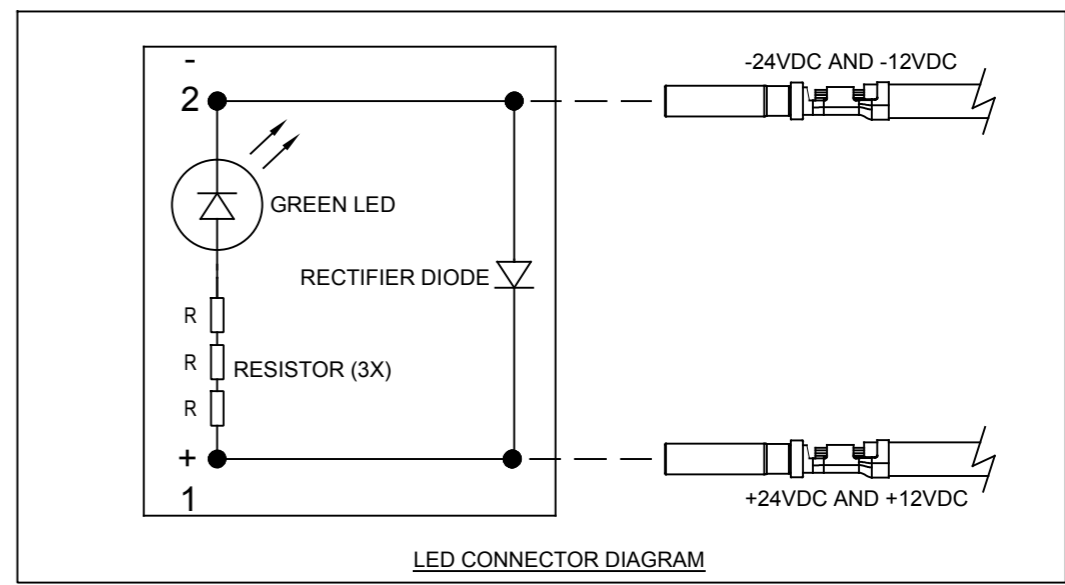 -
2
-24VDC AND -12VDC
GREEN LED
RECTIFIER DIODE
R
R
RESISTOR (3X)
R
+
1
+24VDC AND +12VDC
LED CONNECTOR DIAGRAM